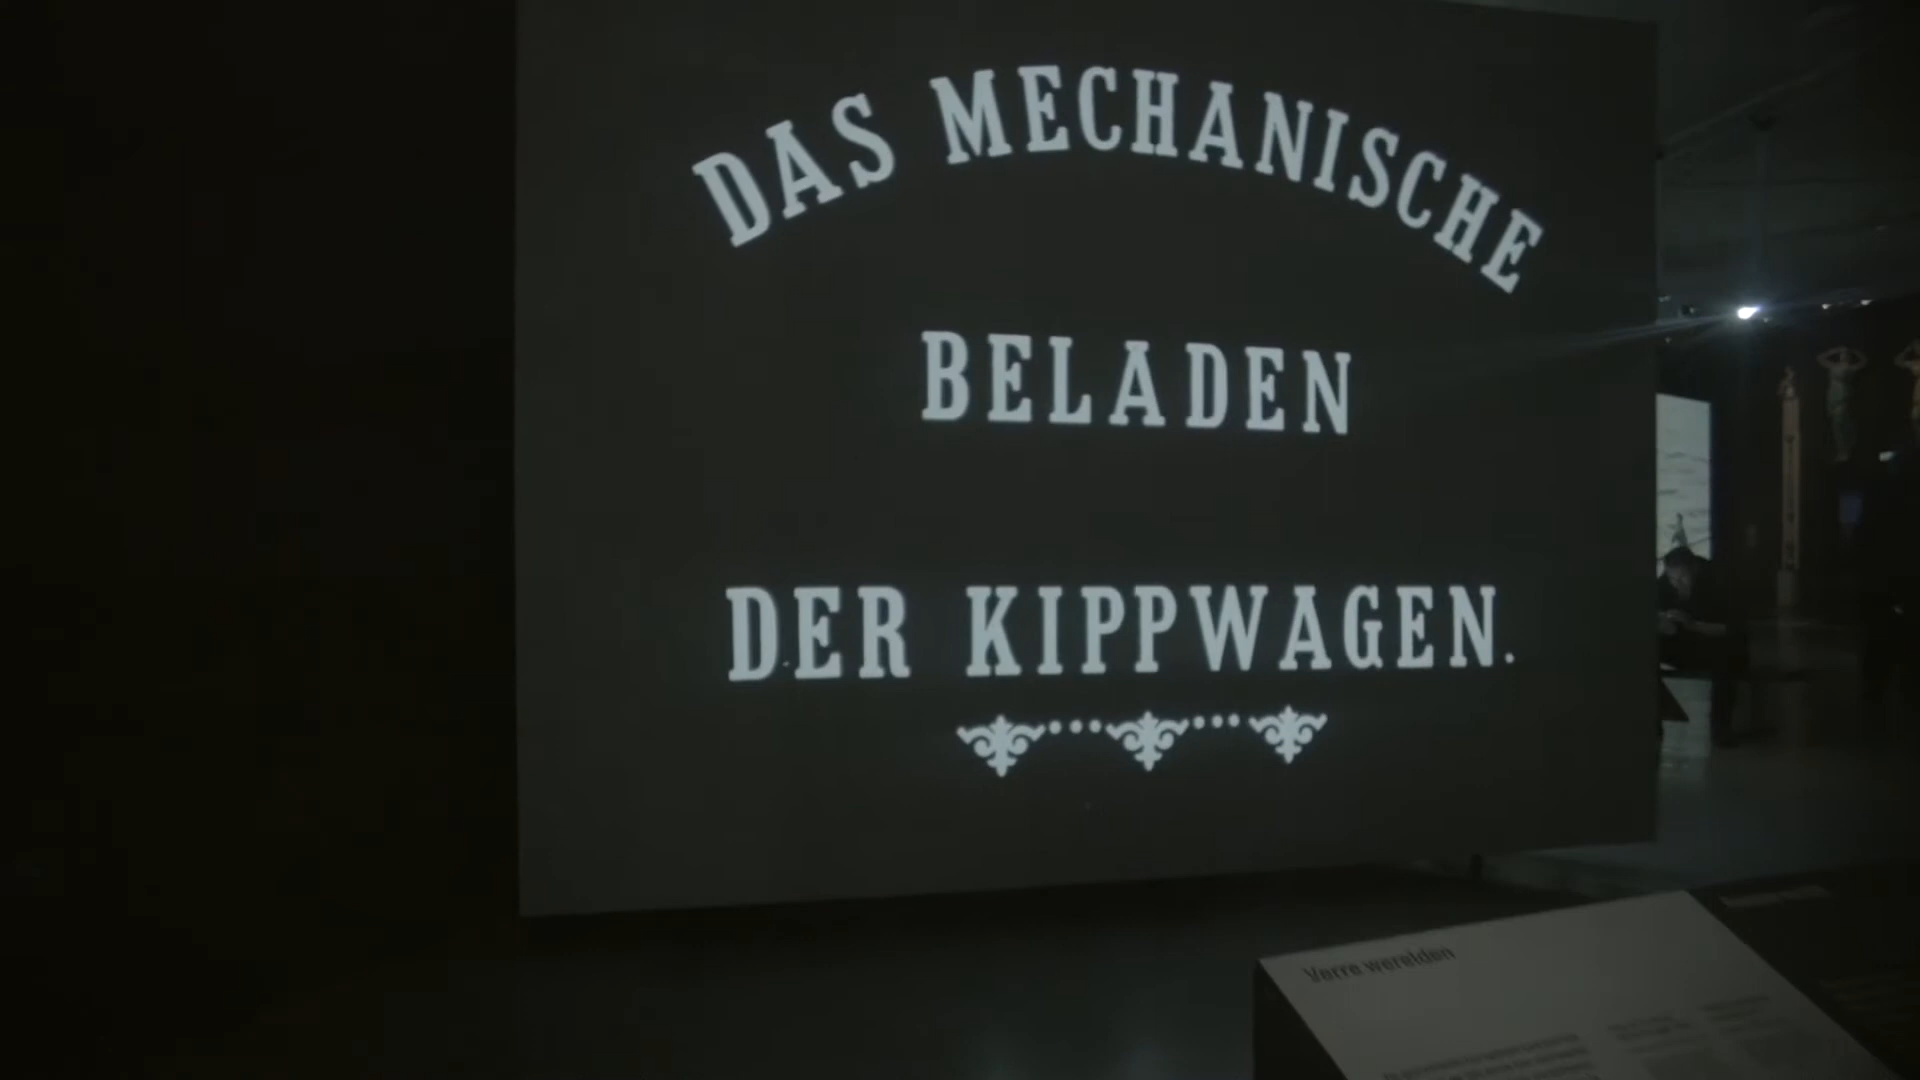 DAS MECHANISCHE
BELADEN
DER KIPPWAGEN.
Verre werelden